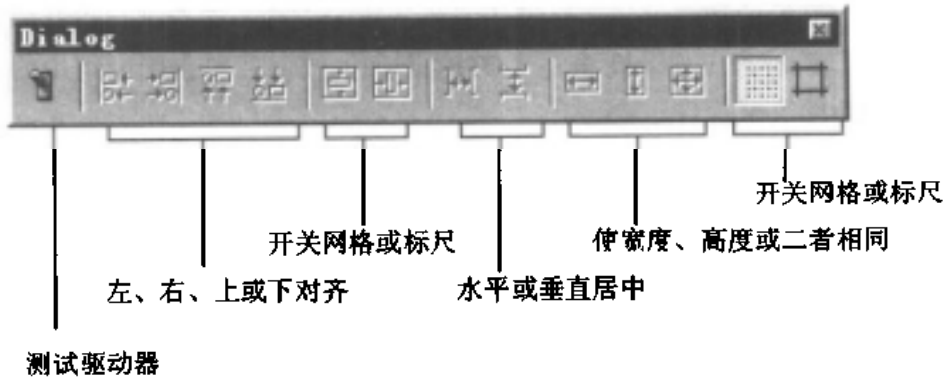 Dialog
开关网格或标尺
开关网格或标尺
使宽度、高度或二者相同
左、右、上或下对齐
水平或垂直居中
测试驱动器